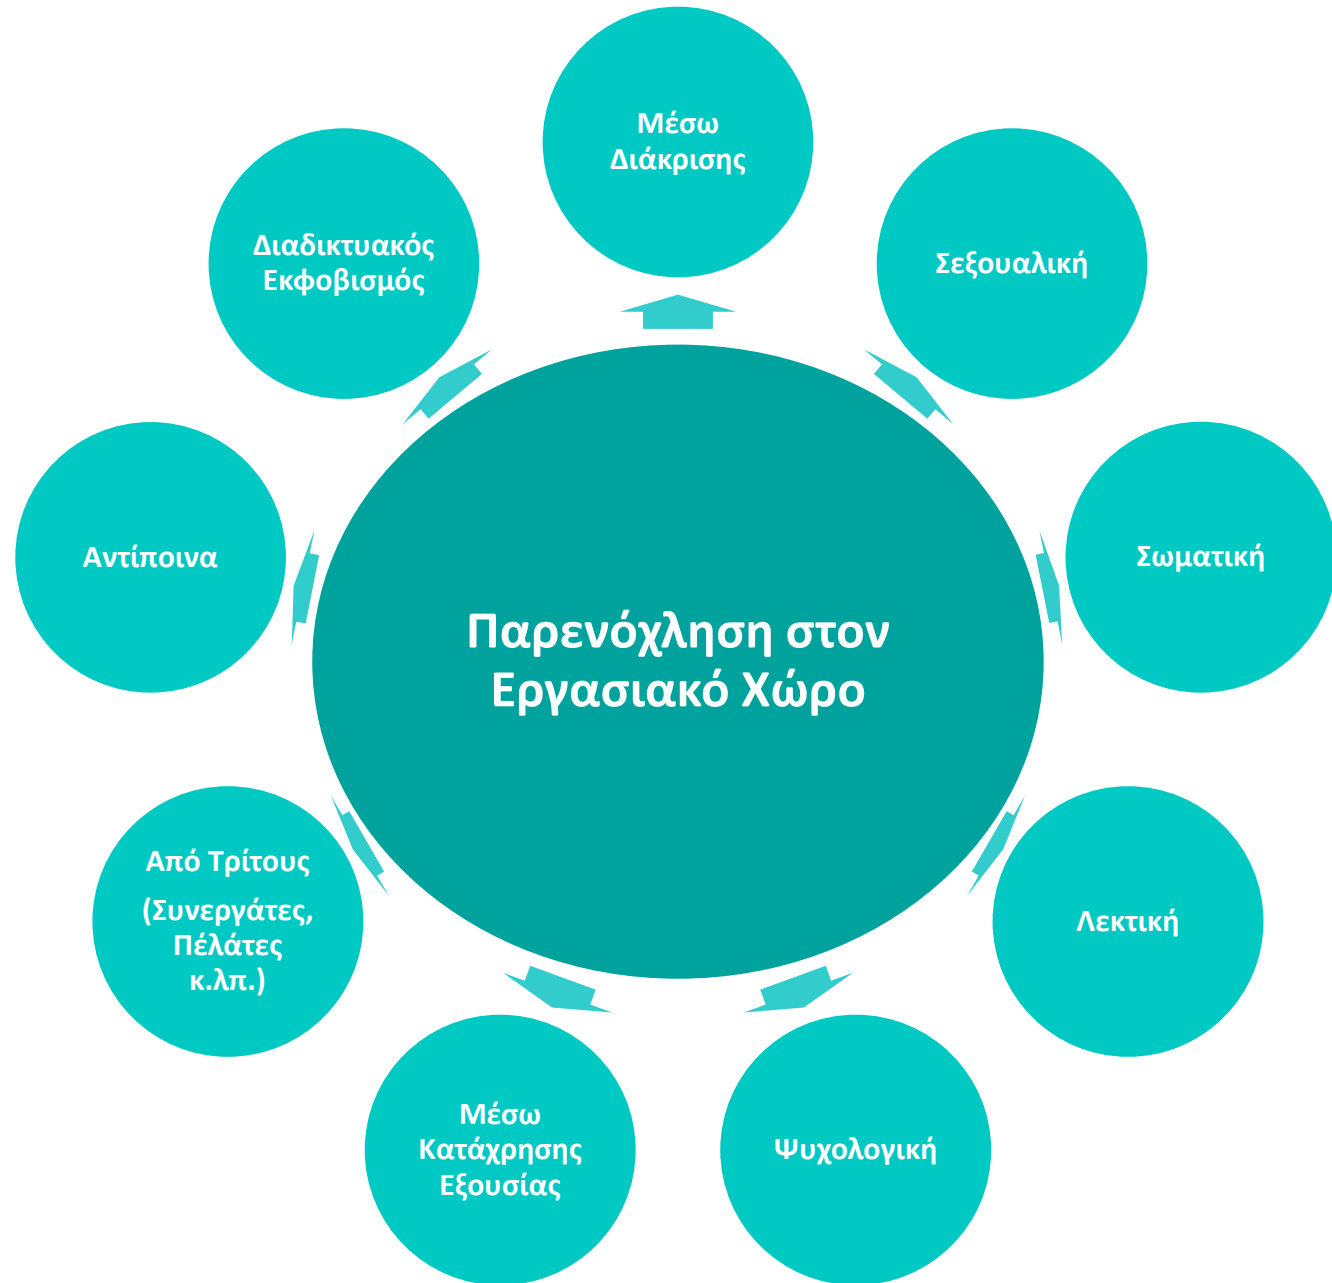 Μέσω
Διάκρισης
Σεξουαλική
Σωματική
Λεκτική
Ψυχολογική
Μέσω
Κατάχρησης
Εξουσίας
Από Τρίτους
(Συνεργάτες,
Πέλάτες
κ.λπ.)
Αντίποινα
Διαδικτυακός
Εκφοβισμός
Παρενόχληση στον
Εργασιακό Χώρο